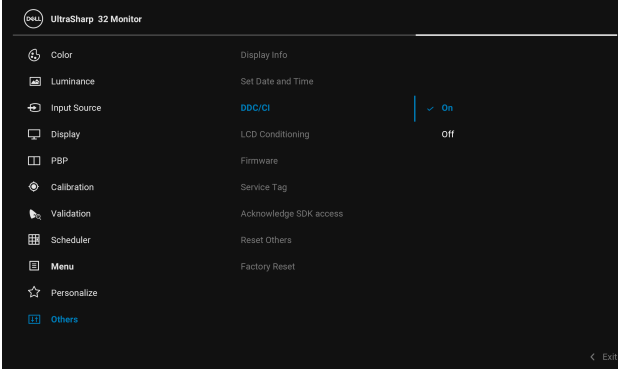 DELL UltraSharp 32 Monitor
Color
Luminance
Input Source
Display
PBP
Calibration
Validation
Scheduler
Menu
Personalize
Others
Display Info
Set Date and Time
DDC/CI
LCD Conditioning
Firmware
Service Tag
Acknowledge SDK access
Reset Others
Factory Reset
On
Off
Exit